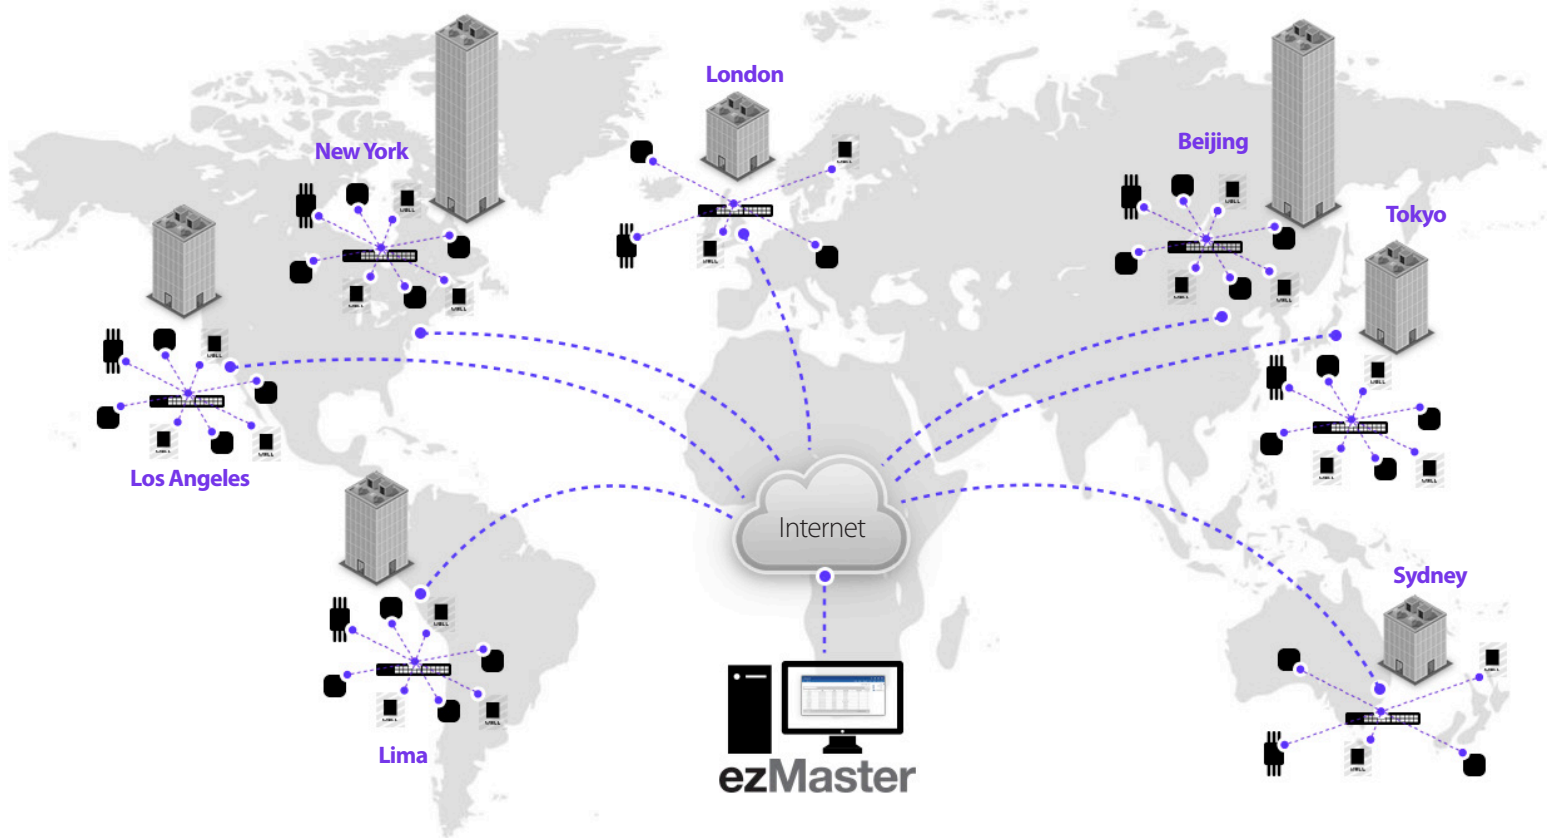 London
New York
Beijing
Tokyo
Los Angeles
Internet
Sydney
Lima
ezMaster